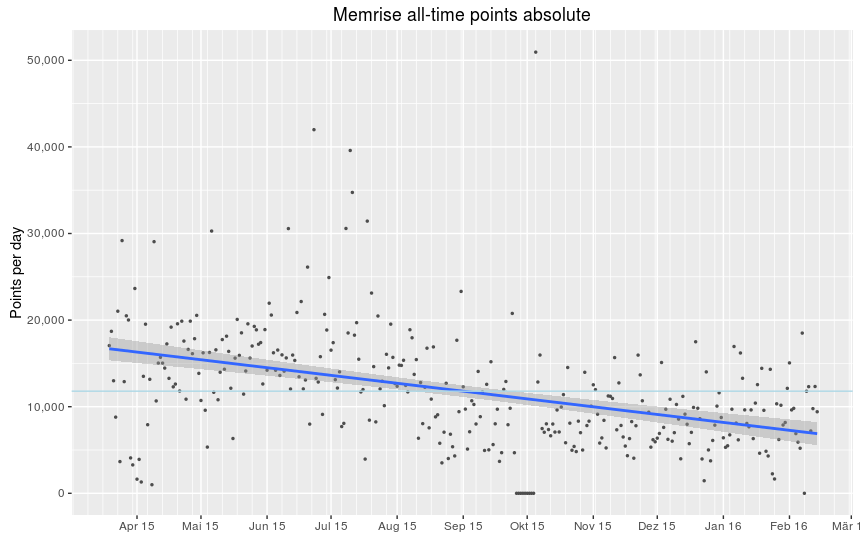 Memrise all-time points absolute
Points per day
50,000
40,000
30,000
20,000
10,000
0
Apr 15 Mai 15 Jun 15 Jul 15 Aug 15 Sep 15 Okt 15 Nov 15 Dez 15 Jan 16 Feb 16 Mär 1